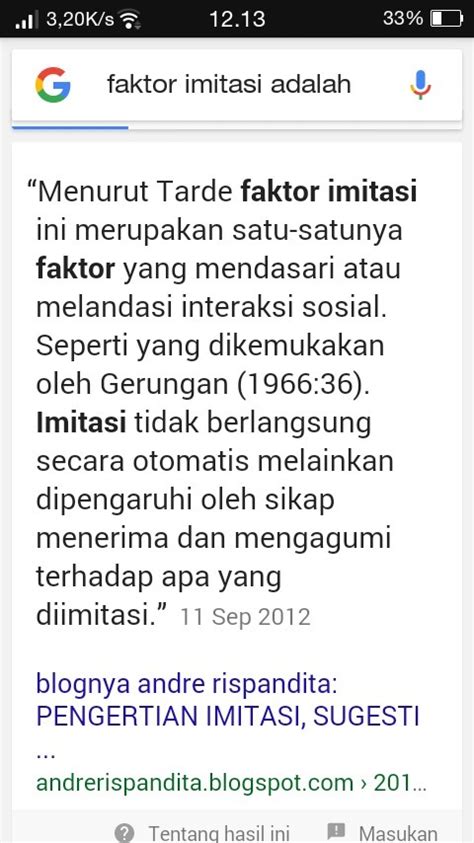 3,20K/s 12.13 33%
faktor imitasi adalah
“Menurut Tarde faktor imitasi
ini merupakan satu-satunya
faktor yang mendasari atau
melandasi interaksi sosial.
Seperti yang dikemukakan
oleh Gerungan (1966:36).
Imitasi tidak berlangsung
secara otomatis melainkan
dipengaruhi oleh sikap
menerima dan mengagumi
terhadap apa yang
diimitasi.” 11 Sep 2012
blognya andre rispandita:
PENGERTIAN IMITASI, SUGESTI
...
andrerispandita.blogspot.com › 201...
Tentang hasil ini Masukan